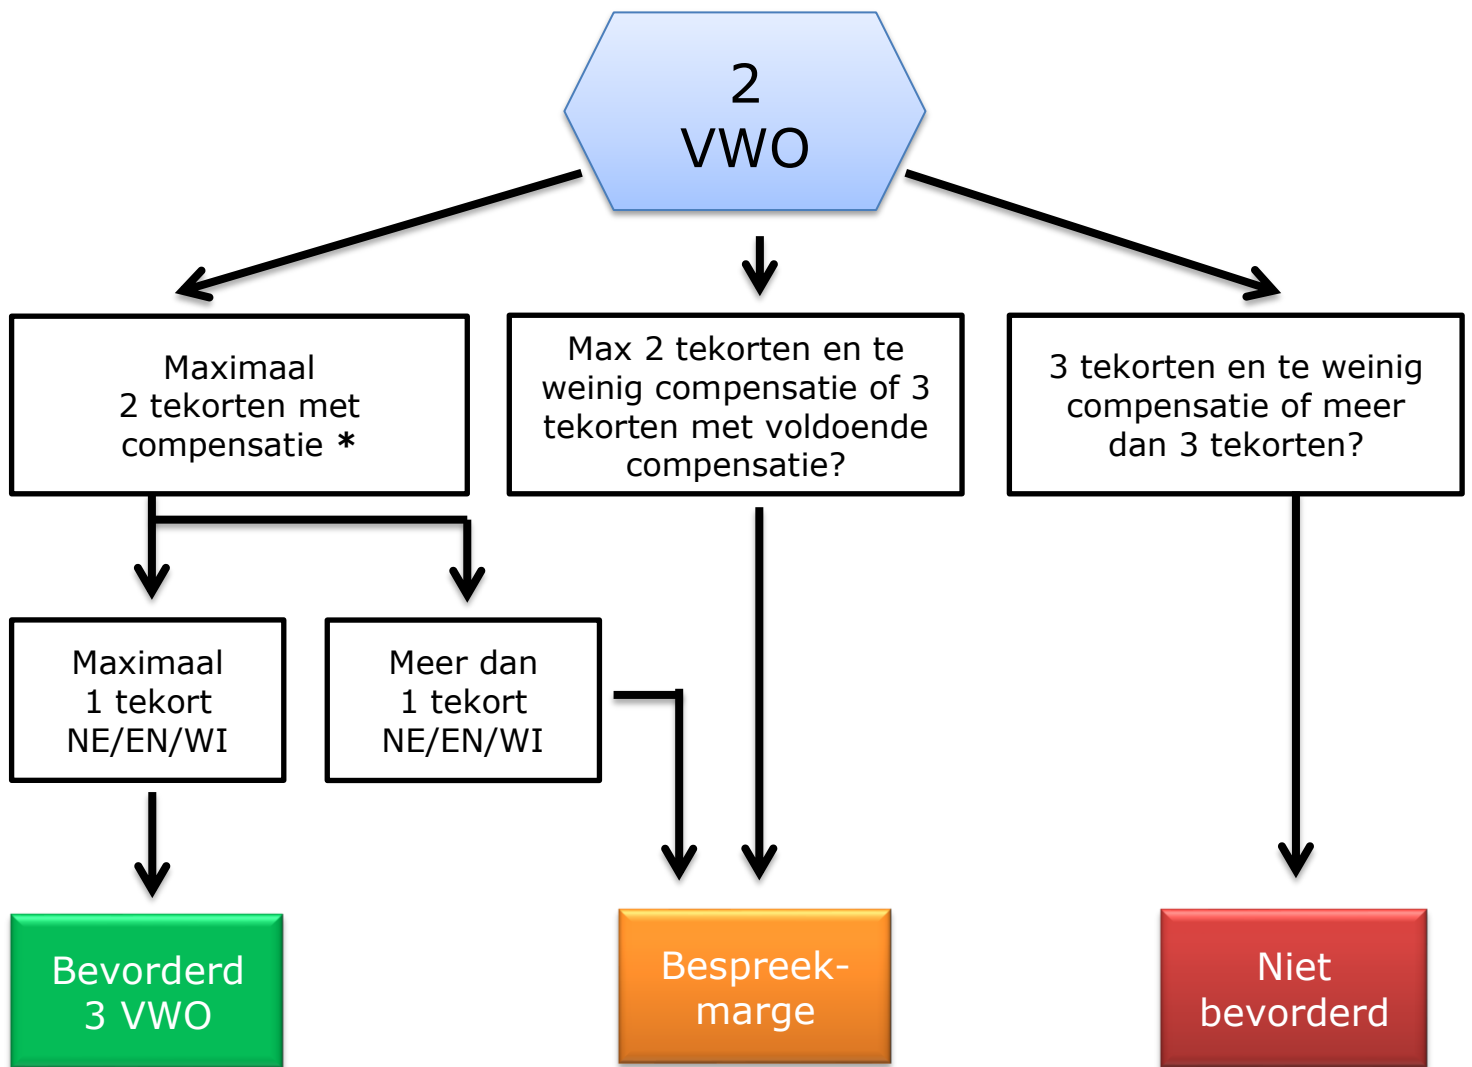 2
VWO
Maximaal
2 tekorten met
compensatie *
Max 2 tekorten en te
weinig compensatie of 3
tekorten met voldoende
compensatie?
3 tekorten en te weinig
compensatie of meer
dan 3 tekorten?
Maximaal
1 tekort
NE/EN/WI
Meer dan
1 tekort
NE/EN/WI
Bevorderd
3 VWO
Bespreek-
marge
Niet
bevorderd